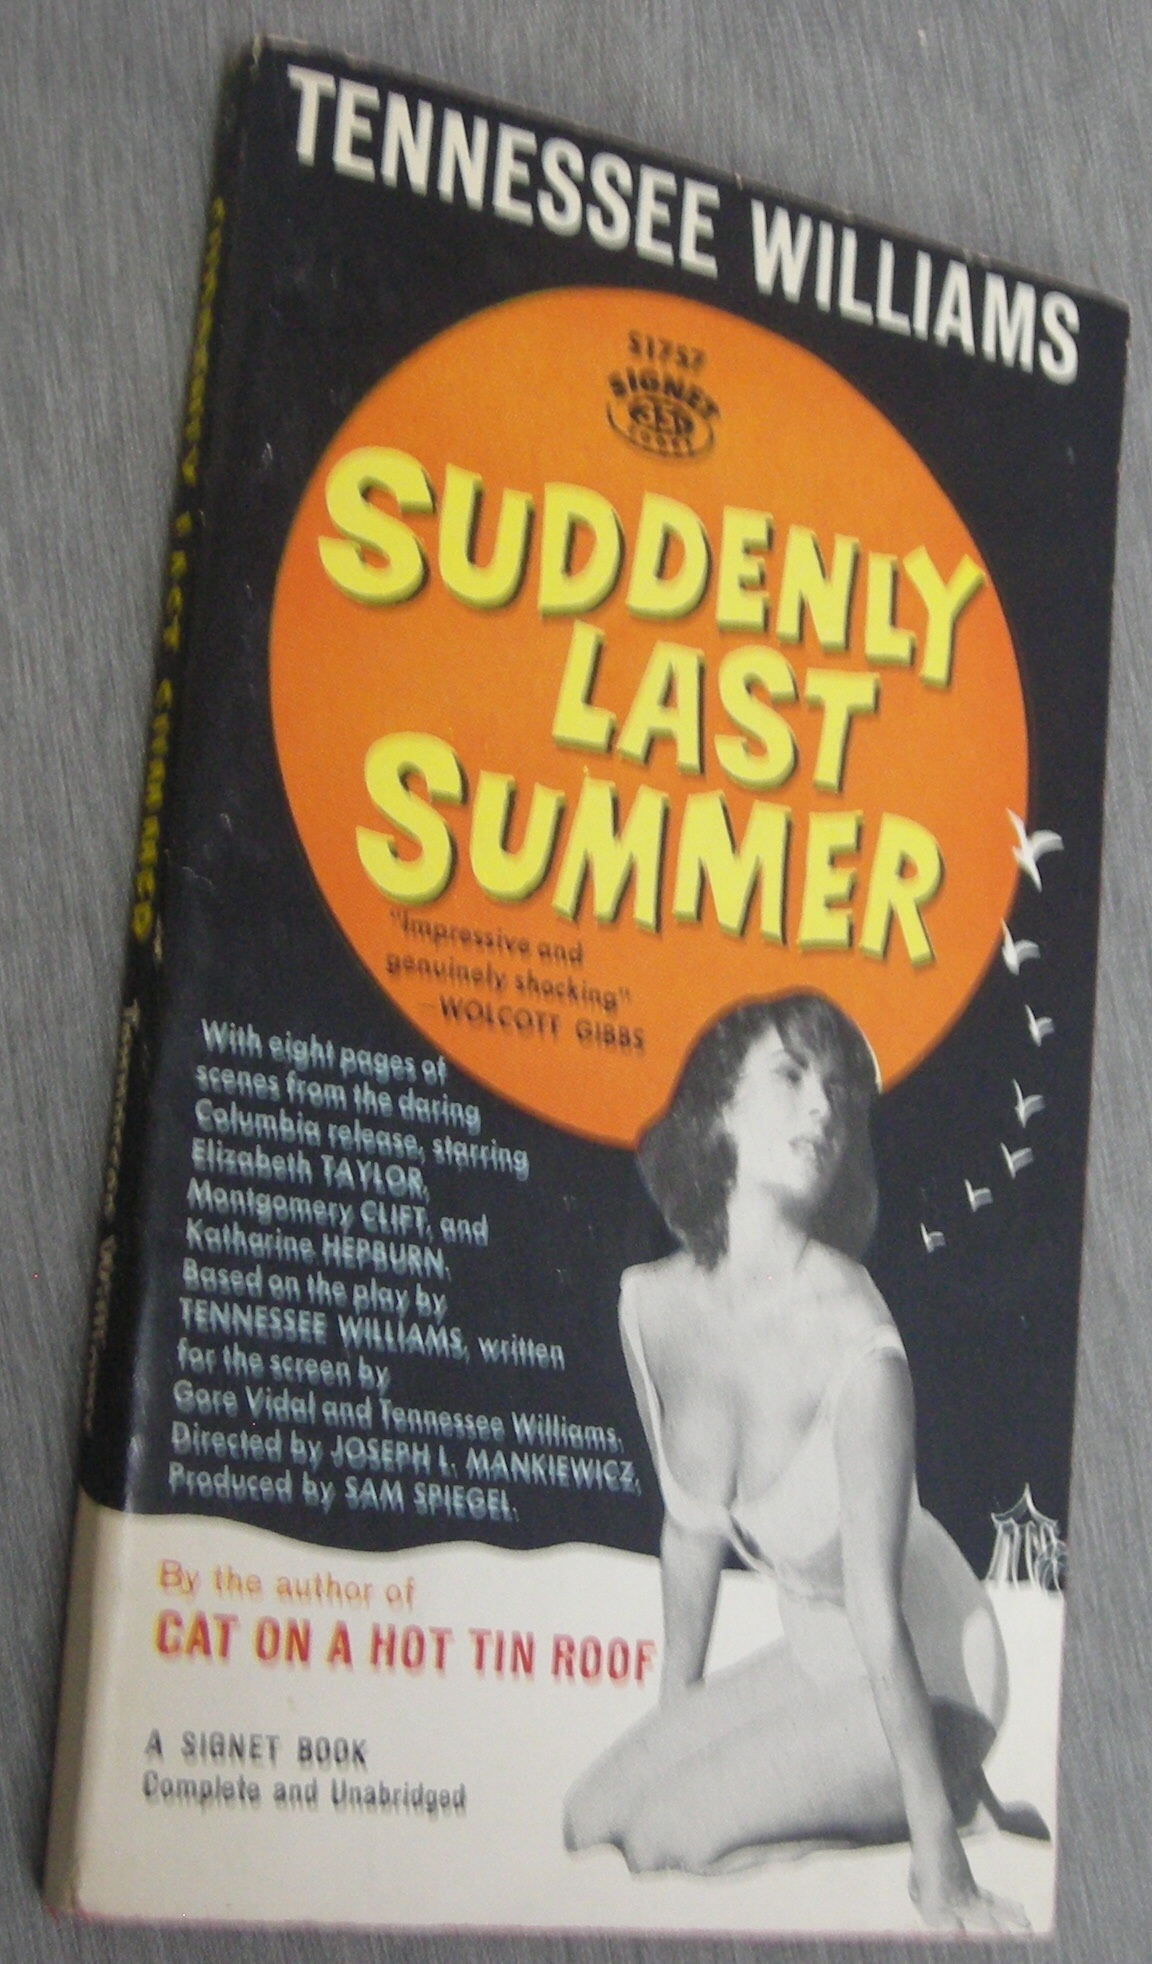 TENNESSEE WILLIAMS
S1757
SIGNET
SUDDENLY
LAST
SUMMER
"Impressive and
genuinely shocking"
—WOLCOTT GIBBS
With eight pages of
scenes from the daring
Columbia release, starring
Elizabeth TAYLOR,
Montgomery CLIFT, and
Katharine HEPBURN.
Based on the play by
TENNESSEE WILLIAMS, written
for the screen by
Gore Vidal and Tennessee Williams.
Directed by JOSEPH L. MANKIEWICZ,
Produced by SAM SPIEGEL.
By the author of
CAT ON A HOT TIN ROOF
A SIGNET BOOK
Complete and Unabridged
SUDDENLY LAST SUMMER
Tennessee Williams